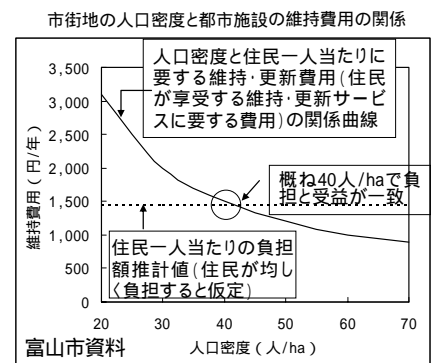 市街地の人口密度と都市施設の維持費用の関係
人口密度と住民一人当たりに
要する維持・更新費用(住民
が享受する維持・更新サービ
スに要する費用)の関係曲線
概ね40人/haで負
担と受益が一致
住民一人当たりの負担
額推計値(住民が均し
く負担すると仮定)
維持費用(円/年)
3,500
3,000
2,500
2,000
1,500
1,000
500
0
20 30 40 50 60 70
人口密度(人/ha)
富山市資料